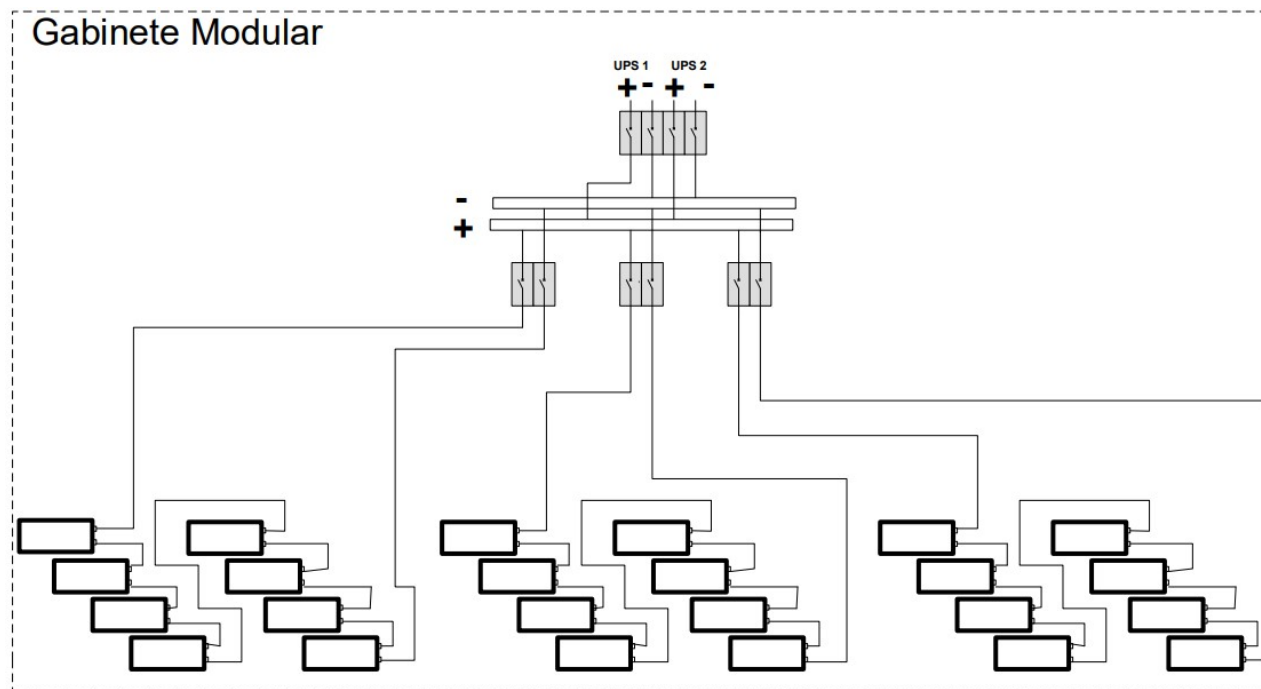 Gabinete Modular
UPS 1 UPS 2
+ - + -
-
+